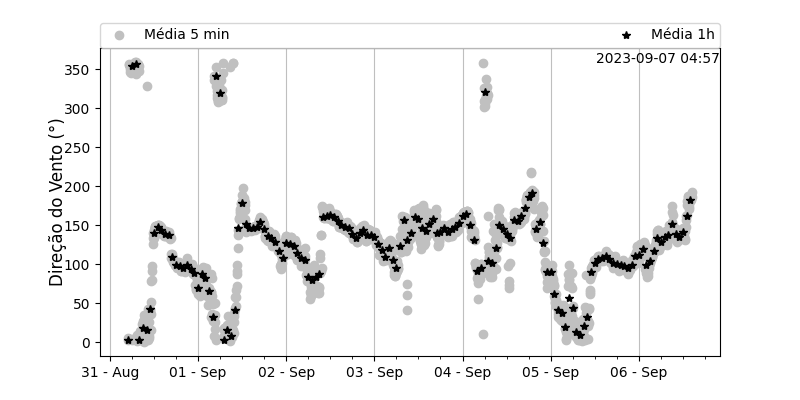 Média 5 min
Média 1h
2023-09-07 04:57
Direção do Vento (°)
350
300
250
200
150
100
50
0
31 - Aug
01 - Sep
02 - Sep
03 - Sep
04 - Sep
05 - Sep
06 - Sep